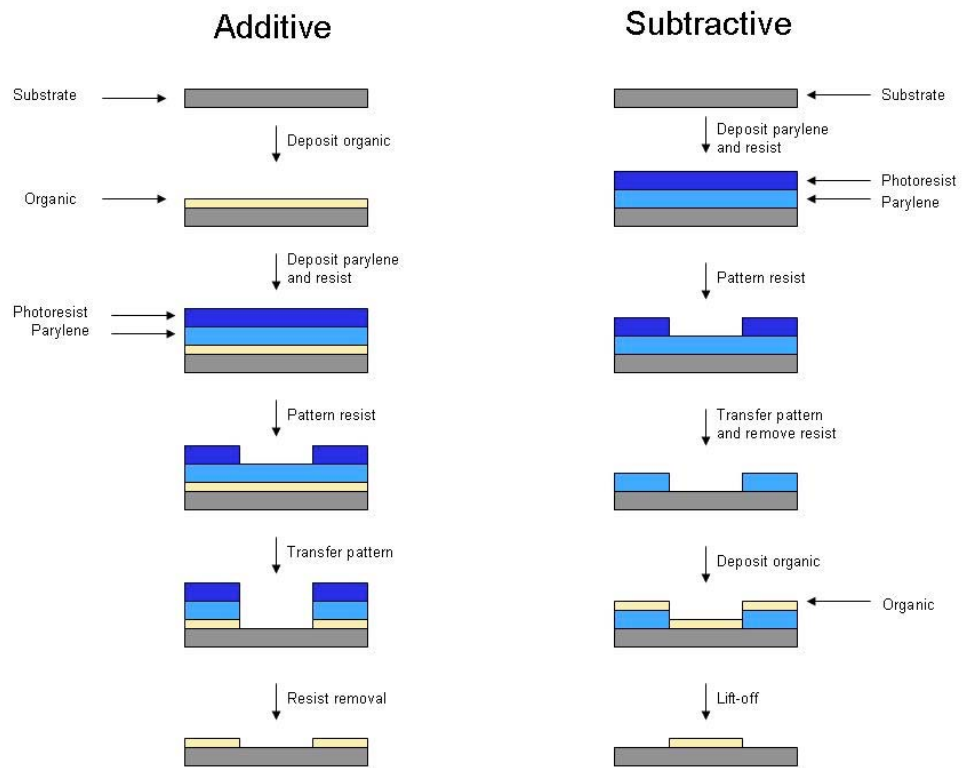 Additive
Substrate
Deposit organic
Organic
Deposit parylene
and resist
Photoresist
Parylene
Pattern resist
Transfer pattern
Resist removal
Subtractive
Substrate
Deposit parylene
and resist
Photoresist
Parylene
Pattern resist
Transfer pattern
and remove resist
Deposit organic
Organic
Lift-off